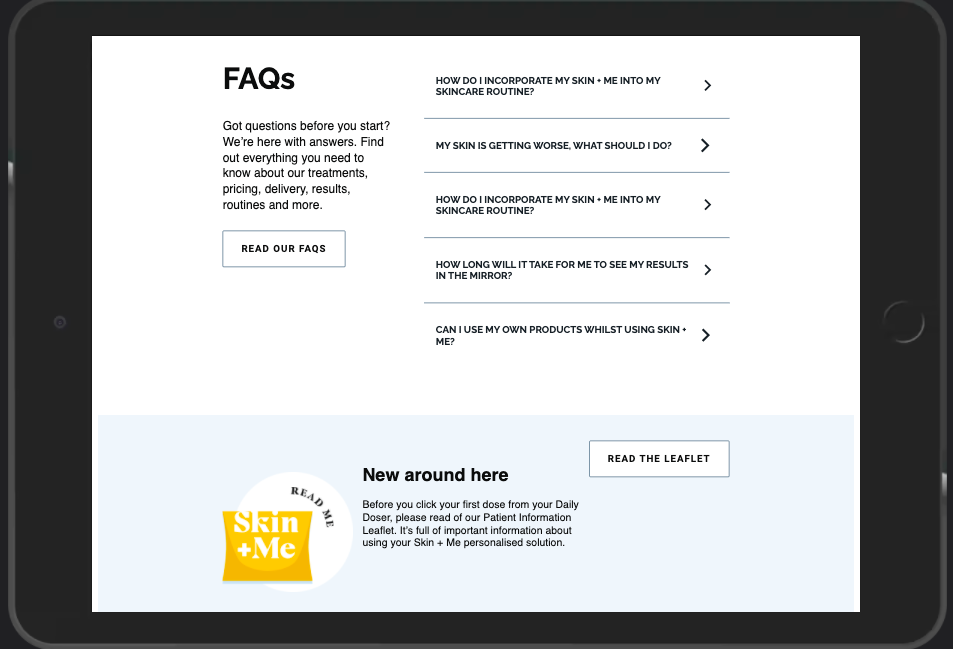 FAQs
Got questions before you start?
We're here with answers. Find
out everything you need to
know about our treatments,
pricing, delivery, results,
routines and more.
READ OUR FAQS
HOW DO I INCORPORATE MY SKIN + ME INTO MY
SKINCARE ROUTINE?
MY SKIN IS GETTING WORSE, WHAT SHOULD I DO?
HOW DO I INCORPORATE MY SKIN + ME INTO MY
SKINCARE ROUTINE?
HOW LONG WILL IT TAKE FOR ME TO SEE MY RESULTS
IN THE MIRROR?
CAN I USE MY OWN PRODUCTS WHILST USING SKIN +
ME?
READ ME
Skin
+Me
New around here
Before you click your first dose from your Daily
Doser, please read of our Patient Information
Leaflet. It's full of important information about
using your Skin + Me personalised solution.
READ THE LEAFLET